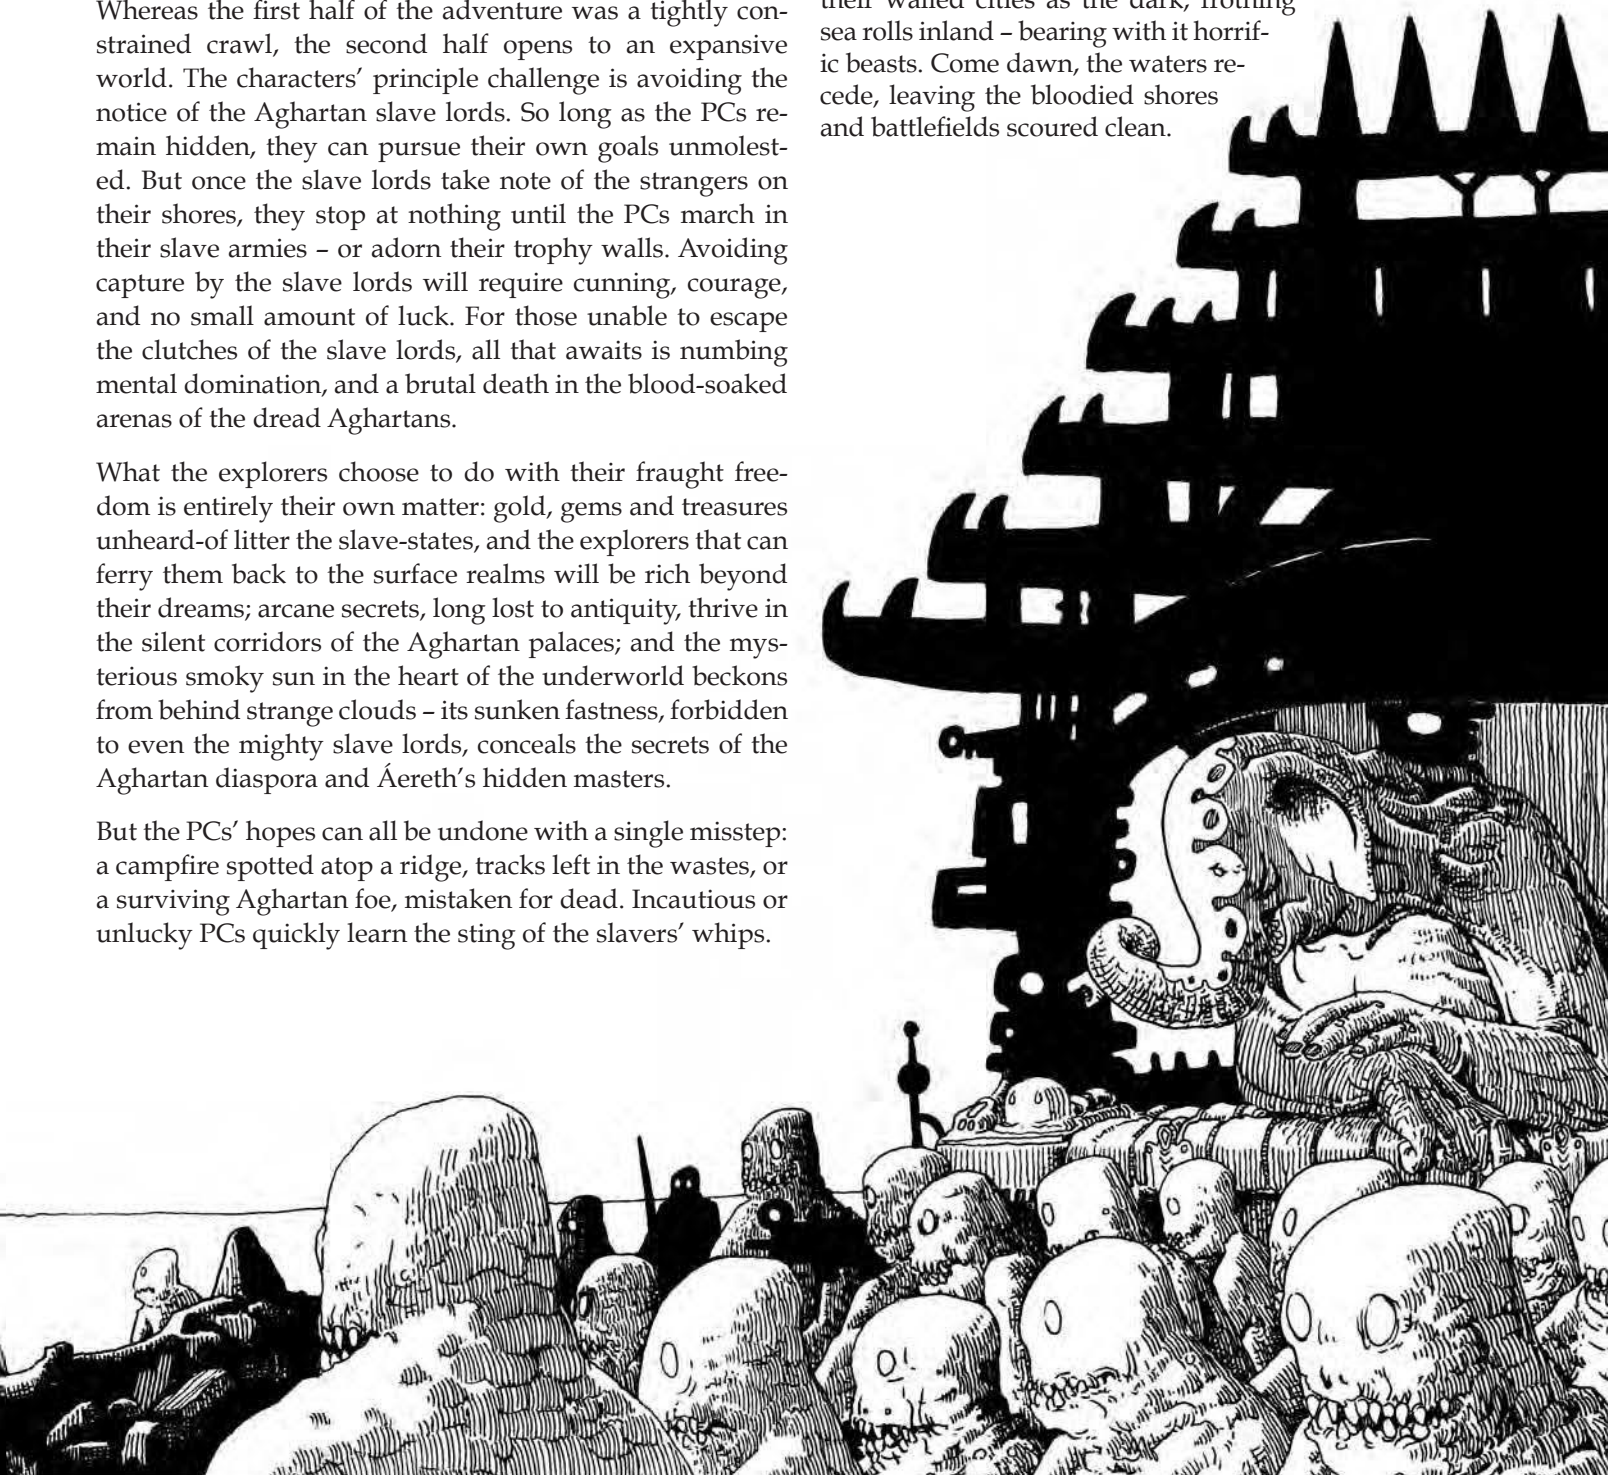 Whereas the first half of the adventure was a tightly con-
strained crawl, the second half opens to an expansive
world. The characters’ principle challenge is avoiding the
notice of the Aghartan slave lords. So long as the PCs re-
main hidden, they can pursue their own goals unmolest-
ed. But once the slave lords take note of the strangers on
their shores, they stop at nothing until the PCs march in
their slave armies – or adorn their trophy walls. Avoiding
capture by the slave lords will require cunning, courage,
and no small amount of luck. For those unable to escape
the clutches of the slave lords, all that awaits is numbing
mental domination, and a brutal death in the blood-soaked
arenas of the dread Aghartans.
What the explorers choose to do with their fraught free-
dom is entirely their own matter: gold, gems and treasures
unheard-of litter the slave-states, and the explorers that can
ferry them back to the surface realms will be rich beyond
their dreams; arcane secrets, long lost to antiquity, thrive in
the silent corridors of the Aghartan palaces; and the mys-
terious smoky sun in the heart of the underworld beckons
from behind strange clouds – its sunken fastness, forbidden
to even the mighty slave lords, conceals the secrets of the
Aghartan diaspora and Áereth’s hidden masters.
But the PCs’ hopes can all be undone with a single misstep:
a campfire spotted atop a ridge, tracks left in the wastes, or
a surviving Aghartan foe, mistaken for dead. Incautious or
unlucky PCs quickly learn the sting of the slavers’ whips.
their walled cities as the dark, frothing
sea rolls inland – bearing with it horrif-
ic beasts. Come dawn, the waters re-
cede, leaving the bloodied shores
and battlefields scoured clean.